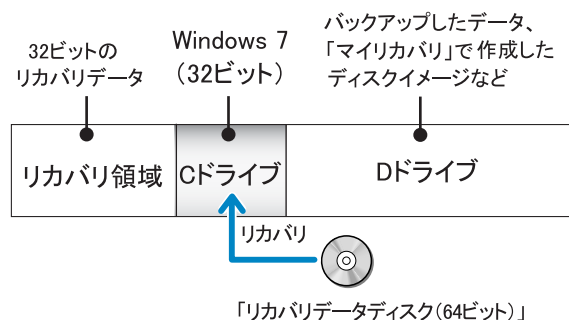 32ビットの
リカバリデータ
Windows 7
（32ビット）
バックアップしたデータ、
「マイリカバリ」で作成した
ディスクイメージなど
リカバリ領域
Cドライブ
Dドライブ
リカバリ
「リカバリデータディスク（64ビット）」